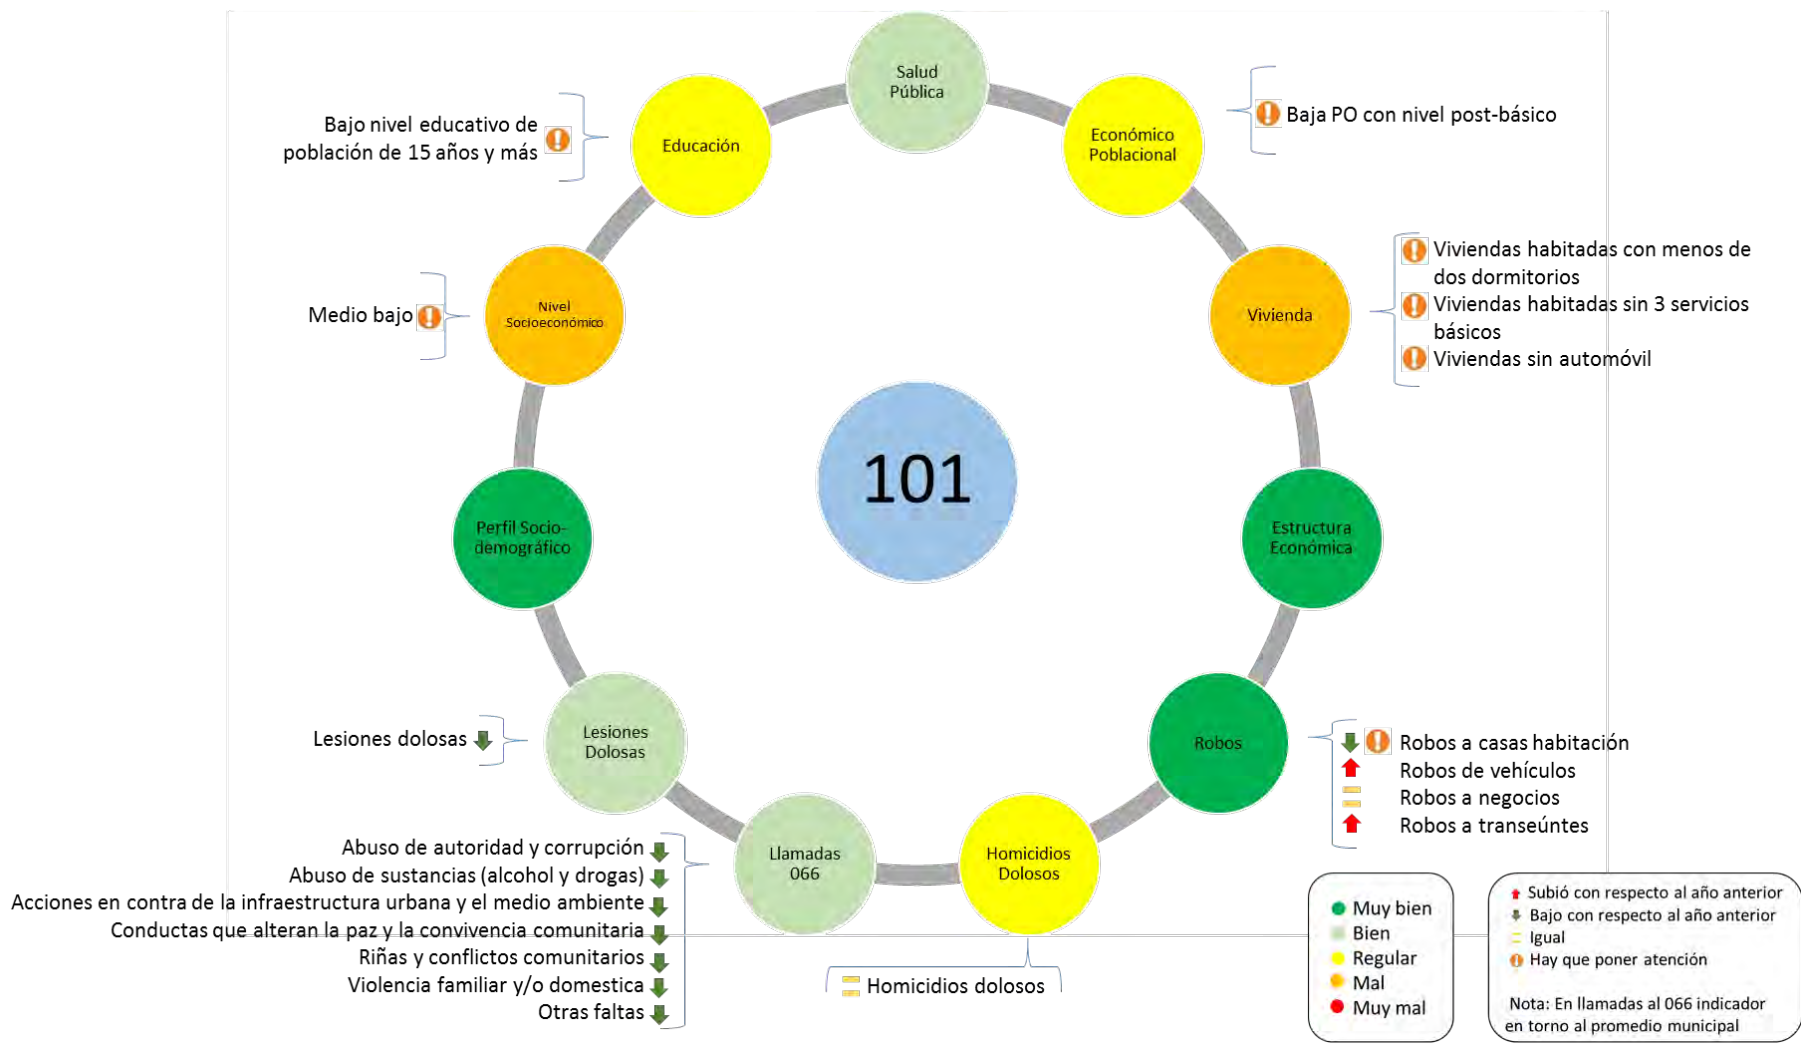 Salud
Pública
Económico
Poblacional
Baja PO con nivel post-básico
Vivienda
Viviendas habitadas con menos de
dos dormitorios
Viviendas habitadas sin 3 servicios
básicos
Viviendas sin automóvil
Estructura
Económica
Robos
Robos a casas habitación
Robos de vehículos
Robos a negocios
Robos a transeúntes
Homicidios
Dolosos
Homicidios dolosos
Llamadas
066
Abuso de autoridad y corrupción
Abuso de sustancias (alcohol y drogas)
Acciones en contra de la infraestructura urbana y el medio ambiente
Conductas que alteran la paz y la convivencia comunitaria
Riñas y conflictos comunitarios
Violencia familiar y/o domestica
Otras faltas
Lesiones
Dolosas
Lesiones dolosas
Perfil Socio-
demográfico
Nivel
Socioeconómico
Medio bajo
Educación
Bajo nivel educativo de
población de 15 años y más
101
Muy bien
Bien
Regular
Mal
Muy mal
Subió con respecto al año anterior
Bajo con respecto al año anterior
Igual
Hay que poner atención
Nota: En llamadas al 066 indicador
en torno al promedio municipal